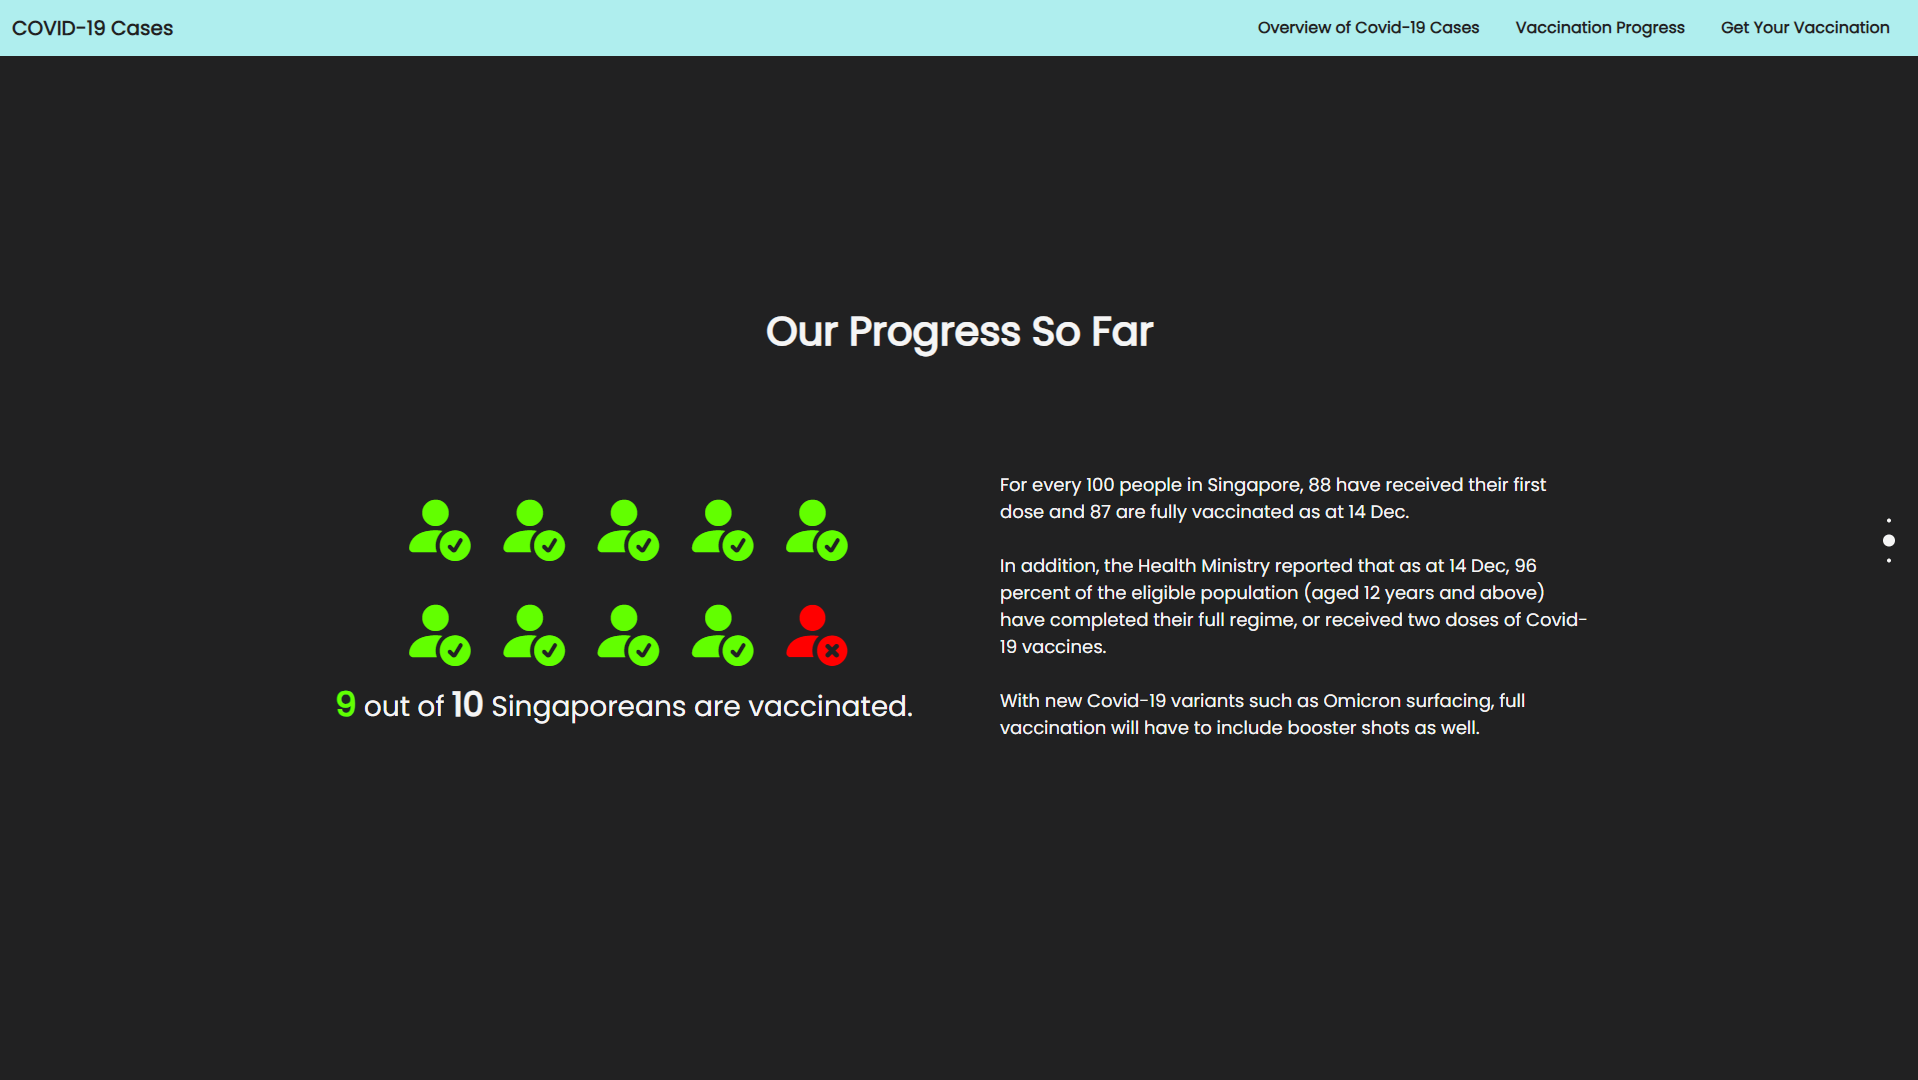 COVID-19 Cases
Overview of Covid-19 Cases
Vaccination Progress
Get Your Vaccination
Our Progress So Far
9 out of 10 Singaporeans are vaccinated.
For every 100 people in Singapore, 88 have received their first
dose and 87 are fully vaccinated as at 14 Dec.
In addition, the Health Ministry reported that as at 14 Dec, 96
percent of the eligible population (aged 12 years and above)
have completed their full regime, or received two doses of Covid-
19 vaccines.
With new Covid-19 variants such as Omicron surfacing, full
vaccination will have to include booster shots as well.